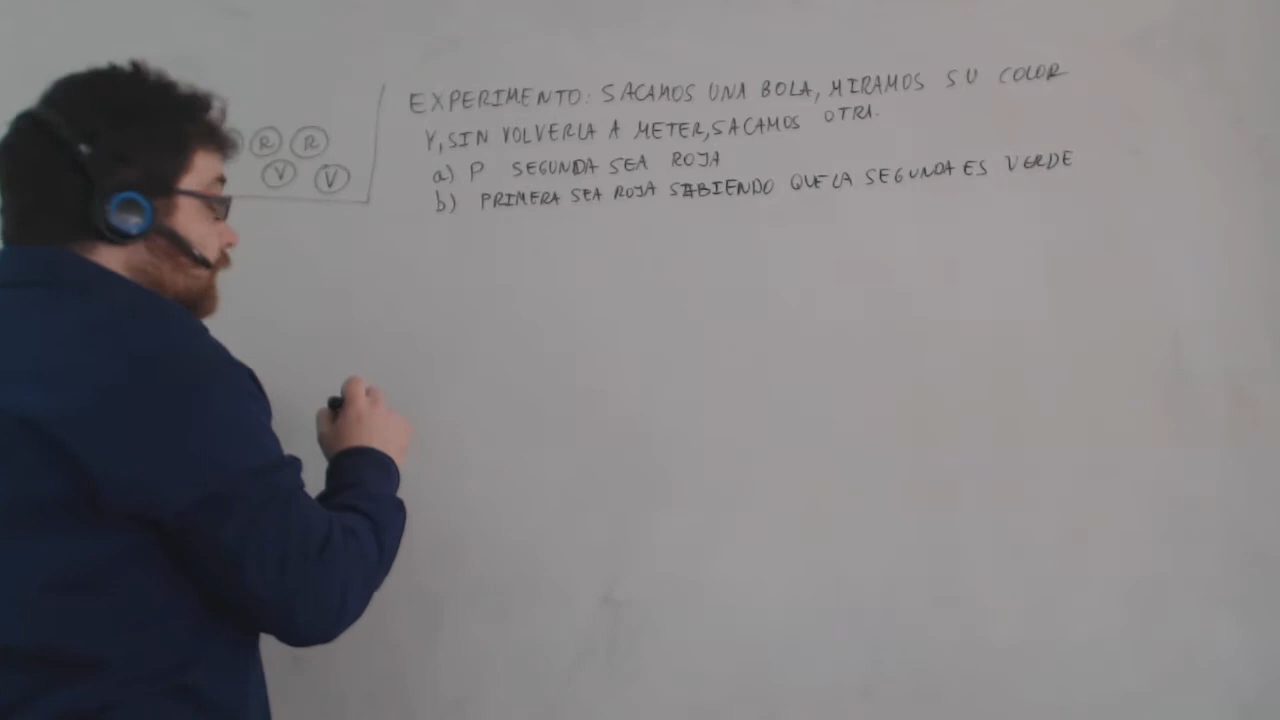 EXPERIMENTO: SACAMOS UNA BOLA, MIRAMOS SU COLOR
Y, SIN VOLVERLA A METER, SACAMOS OTRA.
a) P SEGUNDA SEA ROJA
b) PRIMERA SEA ROJA SABIENDO QUE LA SEGUNDA ES VERDE
R R
V V